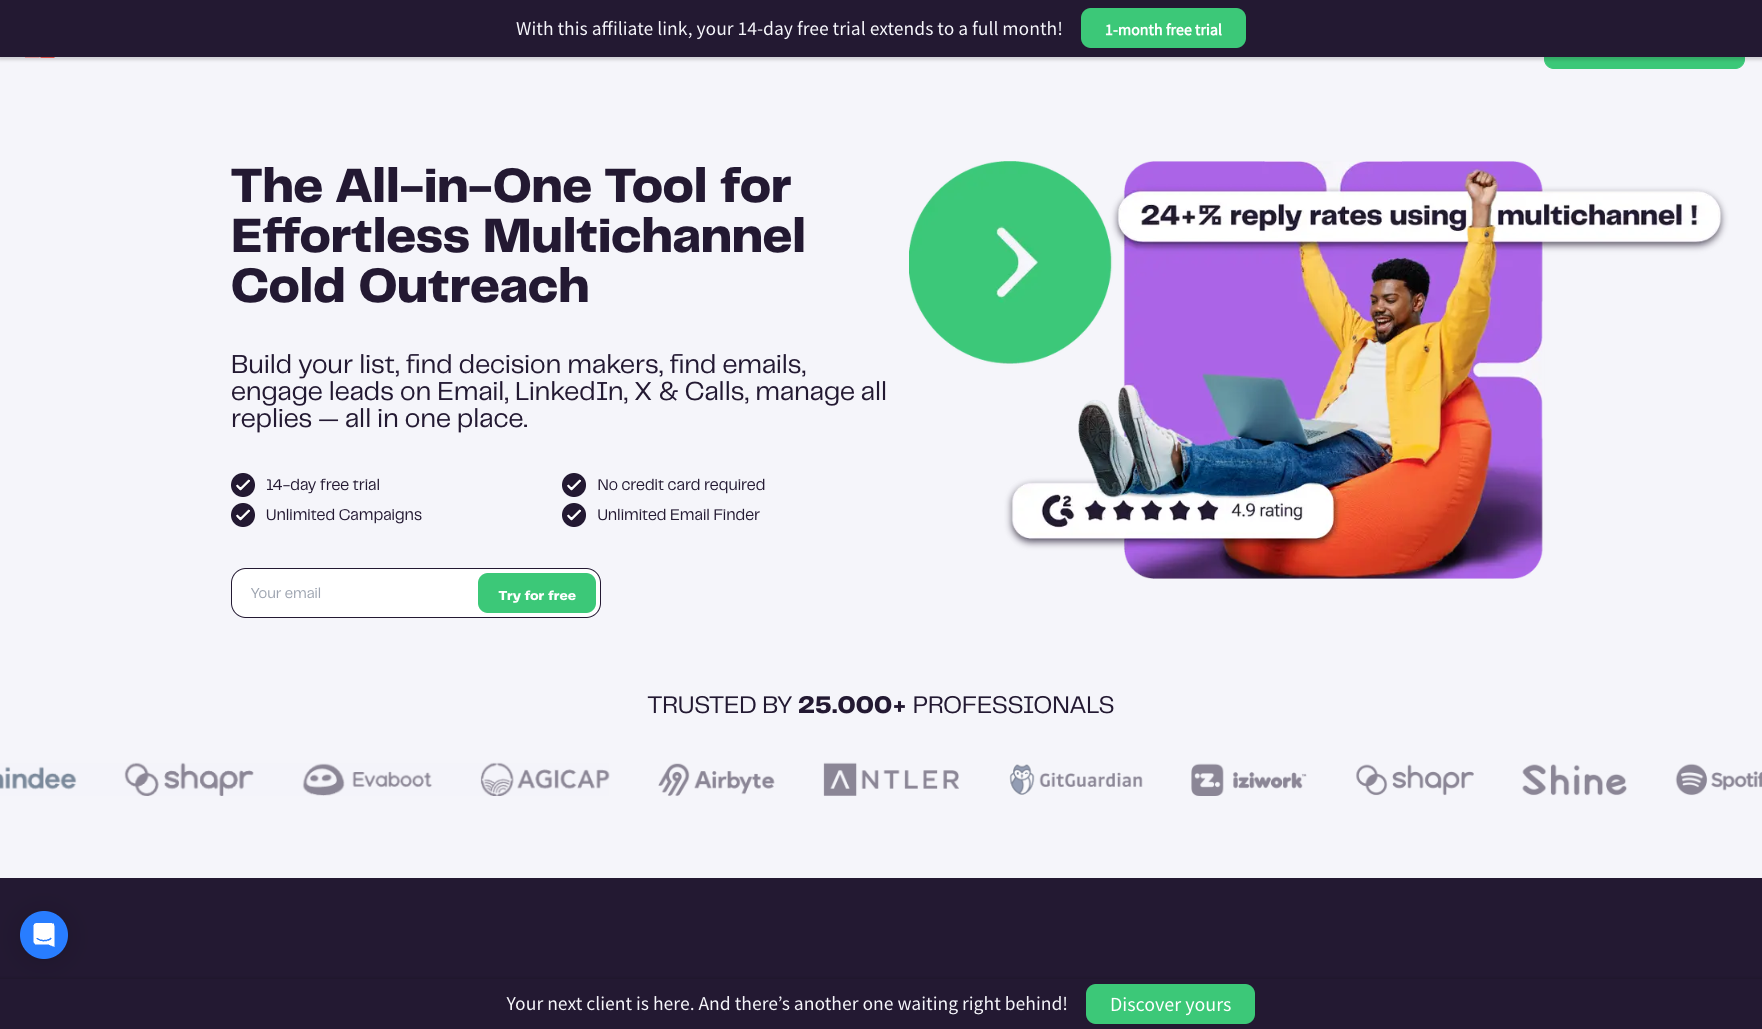 With this affiliate link, your 14-day free trial extends to a full month!
1-month free trial
The All-in-One Tool for
Effortless Multichannel
Cold Outreach
Build your list, find decision makers, find emails,
engage leads on Email, LinkedIn, X & Calls, manage all
replies — all in one place.
14-day free trial
No credit card required
Unlimited Campaigns
Unlimited Email Finder
Your email
Try for free
24+% reply rates using multichannel !
G2 4.9 rating
TRUSTED BY 25.000+ PROFESSIONALS
indee
shapr
Evaboot
AGICAP
Airbyte
ANTLER
GitGuardian
iziwork
shapr
Shine
Spotif
Your next client is here. And there’s another one waiting right behind!
Discover yours